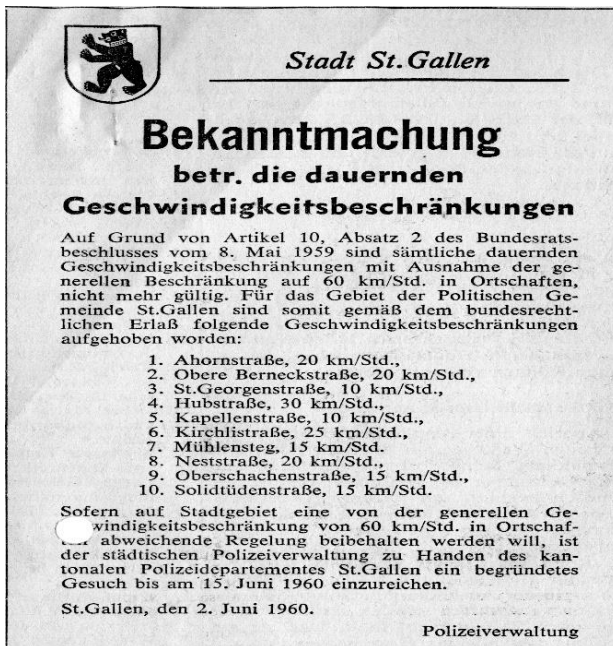 Stadt St. Gallen
Bekanntmachung
betr. die dauernden
Geschwindigkeitsbeschränkungen
Auf Grund von Artikel 10, Absatz 2 des Bundesrats-
beschlusses vom 8. Mai 1959 sind sämtliche dauernden
Geschwindigkeitsbeschränkungen mit Ausnahme der ge-
nerellen Beschränkung auf 60 km/Std. in Ortschaften,
nicht mehr gültig. Für das Gebiet der Politischen Ge-
meinde St.Gallen sind somit gemäß dem bundesrecht-
lichen Erlaß folgende Geschwindigkeitsbeschränkungen
aufgehoben worden:
1. Ahornstraße, 20 km/Std.,
2. Obere Berneckstraße, 20 km/Std.,
3. St.Georgenstraße, 10 km/Std.,
4. Hubstraße, 30 km/Std.,
5. Kapellenstraße, 10 km/Std.,
6. Kirchlistraße, 25 km/Std.,
7. Mühlensteg, 15 km/Std.
8. Neststraße, 20 km/Std.,
9. Oberschachenstraße, 15 km/Std.,
10. Solidtüdenstraße, 15 km/Std.
Sofern auf Stadtgebiet eine von der generellen Ge-
windigkeitsbeschränkung von 60 km/Std. in Ortschaf-
abweichende Regelung beibehalten werden will, ist
der städtischen Polizeiverwaltung zu Handen des kan-
tonalen Polizeidepartementes St.Gallen ein begründetes
Gesuch bis am 15. Juni 1960 einzureichen.
St.Gallen, den 2. Juni 1960.
Polizeiverwaltung